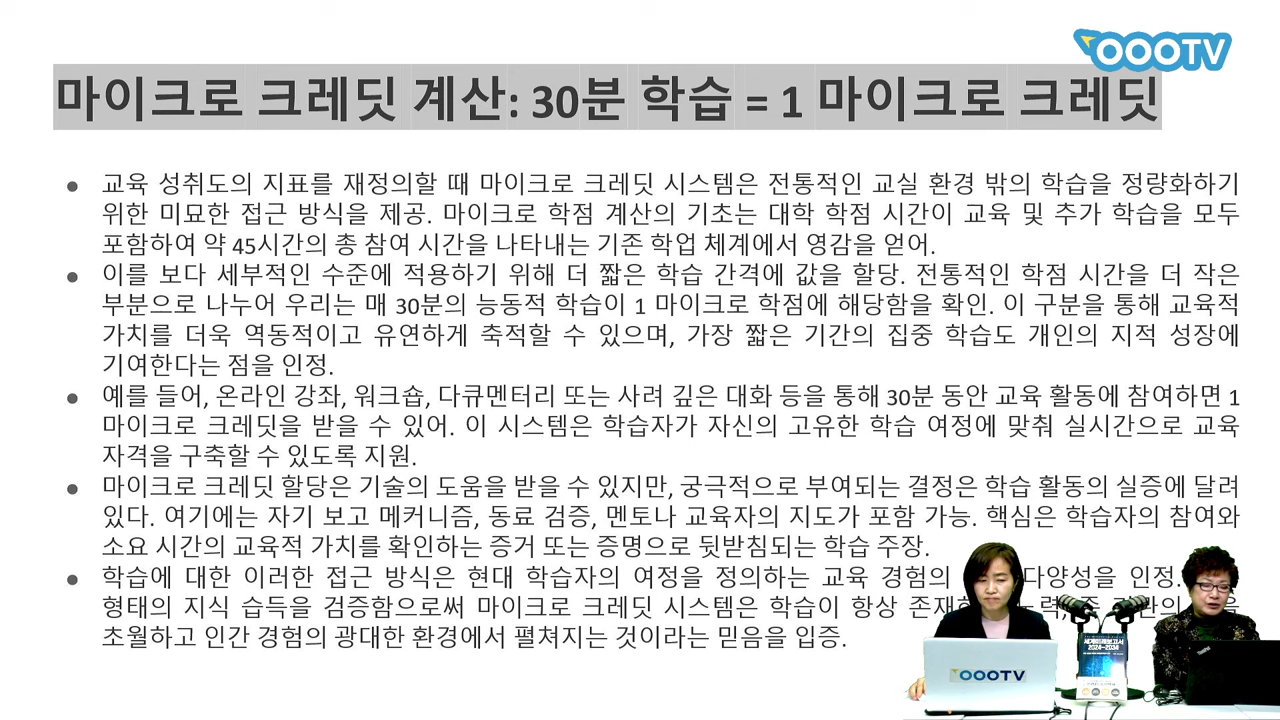 OOOTV
마이크로 크레딧 계산: 30분 학습 = 1 마이크로 크레딧
• 교육 성취도의 지표를 재정의할 때 마이크로 크레딧 시스템은 전통적인 교실 환경 밖의 학습을 정량화하기
위한 미묘한 접근 방식을 제공. 마이크로 학점 계산의 기초는 대학 학점 시간이 교육 및 추가 학습을 모두
포함하여 약 45시간의 총 참여 시간을 나타내는 기존 학업 체계에서 영감을 얻어.
• 이를 보다 세부적인 수준에 적용하기 위해 더 짧은 학습 간격에 값을 할당. 전통적인 학점 시간을 더 작은
부분으로 나누어 우리는 매 30분의 능동적 학습이 1 마이크로 학점에 해당함을 확인. 이 구분을 통해 교육적
가치를 더욱 역동적이고 유연하게 축적할 수 있으며, 가장 짧은 기간의 집중 학습도 개인의 지적 성장에
기여한다는 점을 인정.
• 예를 들어, 온라인 강좌, 워크숍, 다큐멘터리 또는 사려 깊은 대화 등을 통해 30분 동안 교육 활동에 참여하면 1
마이크로 크레딧을 받을 수 있어. 이 시스템은 학습자가 자신의 고유한 학습 여정에 맞춰 실시간으로 교육
자격을 구축할 수 있도록 지원.
• 마이크로 크레딧 할당은 기술의 도움을 받을 수 있지만, 궁극적으로 부여되는 결정은 학습 활동의 실증에 달려
있다. 여기에는 자기 보고 메커니즘, 동료 검증, 멘토나 교육자의 지도가 포함 가능. 핵심은 학습자의 참여와
소요 시간의 교육적 가치를 확인하는 증거 또는 증명으로 뒷받침되는 학습 주장.
• 학습에 대한 이러한 접근 방식은 현대 학습자의 여정을 정의하는 교육 경험의 다양성을 인정.
형태의 지식 습득을 검증함으로써 마이크로 크레딧 시스템은 학습이 항상
초월하고 인간 경험의 광대한 환경에서 펼쳐지는 것이라는 믿음을 입증.
OOOTV
2024-2034